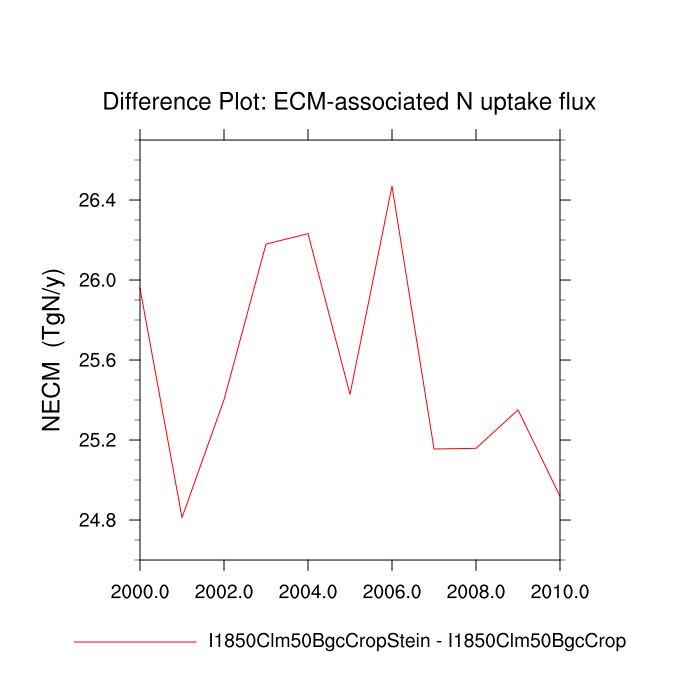 Difference Plot: ECM-associated N uptake flux
NECM (TgN/y)
26.4
26.0
25.6
25.2
24.8
2000.0 2002.0 2004.0 2006.0 2008.0 2010.0
I1850Clm50BgcCropStein - I1850Clm50BgcCrop